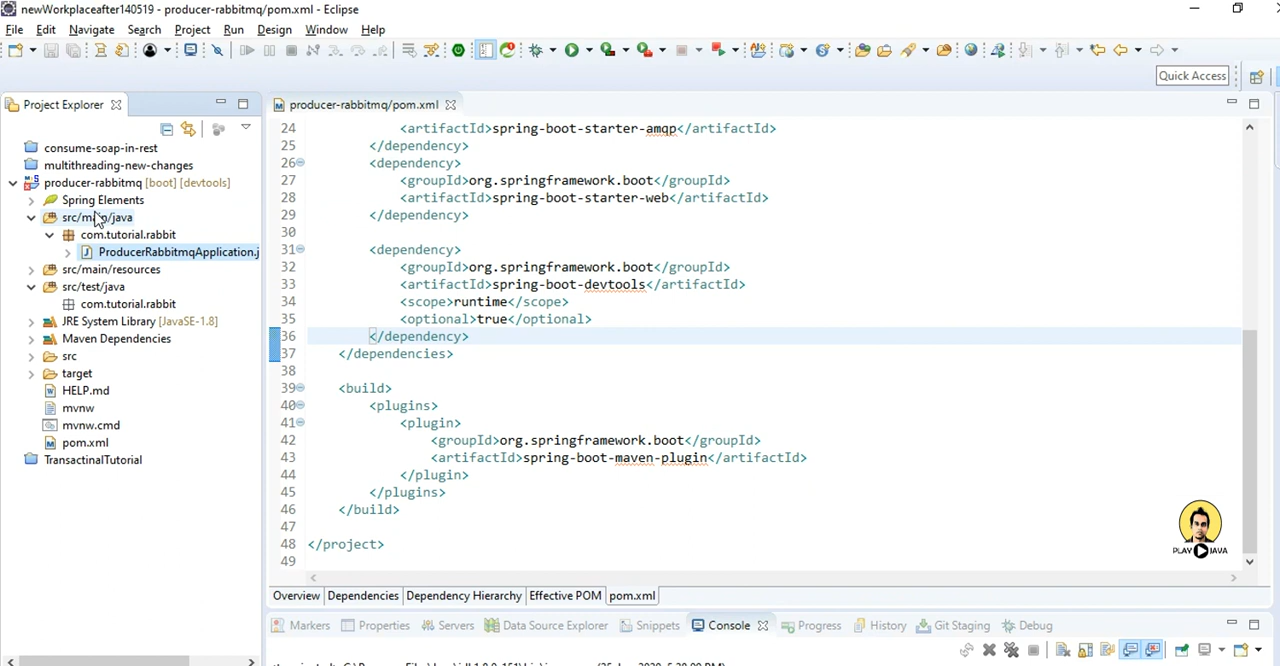 newWorkplaceafter140519 - producer-rabbitmq/pom.xml - Eclipse
File Edit Navigate Search Project Run Design Window Help
Quick Access
Project Explorer
consume-soap-in-rest
multithreading-new-changes
producer-rabbitmq [boot] [devtools]
Spring Elements
src/main/java
com.tutorial.rabbit
ProducerRabbitmqApplication.j
src/main/resources
src/test/java
com.tutorial.rabbit
JRE System Library [JavaSE-1.8]
Maven Dependencies
src
target
HELP.md
mvnw
mvnw.cmd
pom.xml
TransactinalTutorial
producer-rabbitmq/pom.xml
24 <artifactId>spring-boot-starter-amqp</artifactId>
25 </dependency>
26 <dependency>
27 <groupId>org.springframework.boot</groupId>
28 <artifactId>spring-boot-starter-web</artifactId>
29 </dependency>
30
31 <dependency>
32 <groupId>org.springframework.boot</groupId>
33 <artifactId>spring-boot-devtools</artifactId>
34 <scope>runtime</scope>
35 <optional>true</optional>
36 </dependency>
37 </dependencies>
38
39 <build>
40 <plugins>
41 <plugin>
42 <groupId>org.springframework.boot</groupId>
43 <artifactId>spring-boot-maven-plugin</artifactId>
44 </plugin>
45 </plugins>
46 </build>
47
48 </project>
49
PLAY JAVA
Overview Dependencies Dependency Hierarchy Effective POM pom.xml
Markers Properties Servers Data Source Explorer Snippets Console Progress History Git Staging Debug